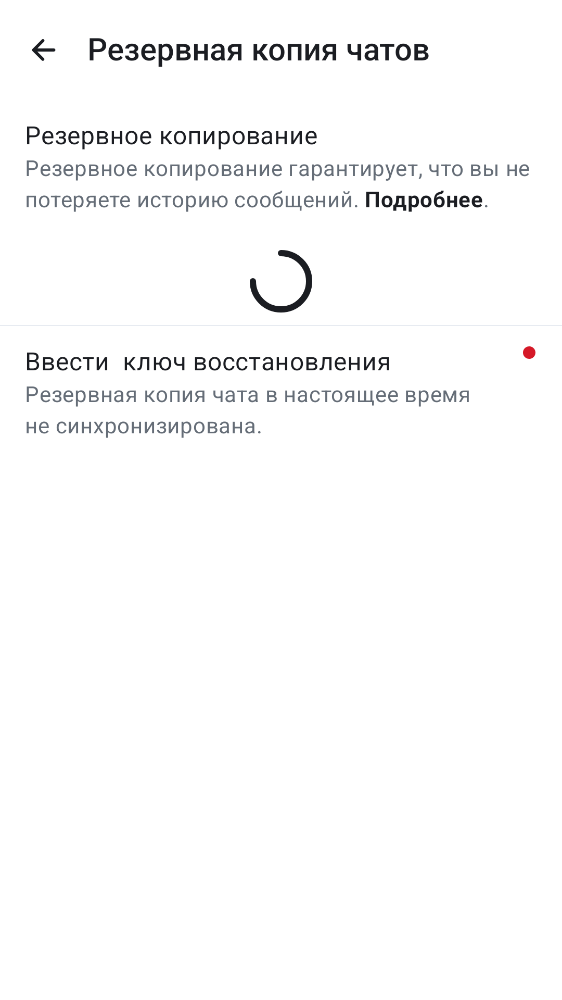 Резервная копия чатов
Резервное копирование
Резервное копирование гарантирует, что вы не
потеряете историю сообщений. Подробнее.
Ввести  ключ восстановления
Резервная копия чата в настоящее время
не синхронизирована.